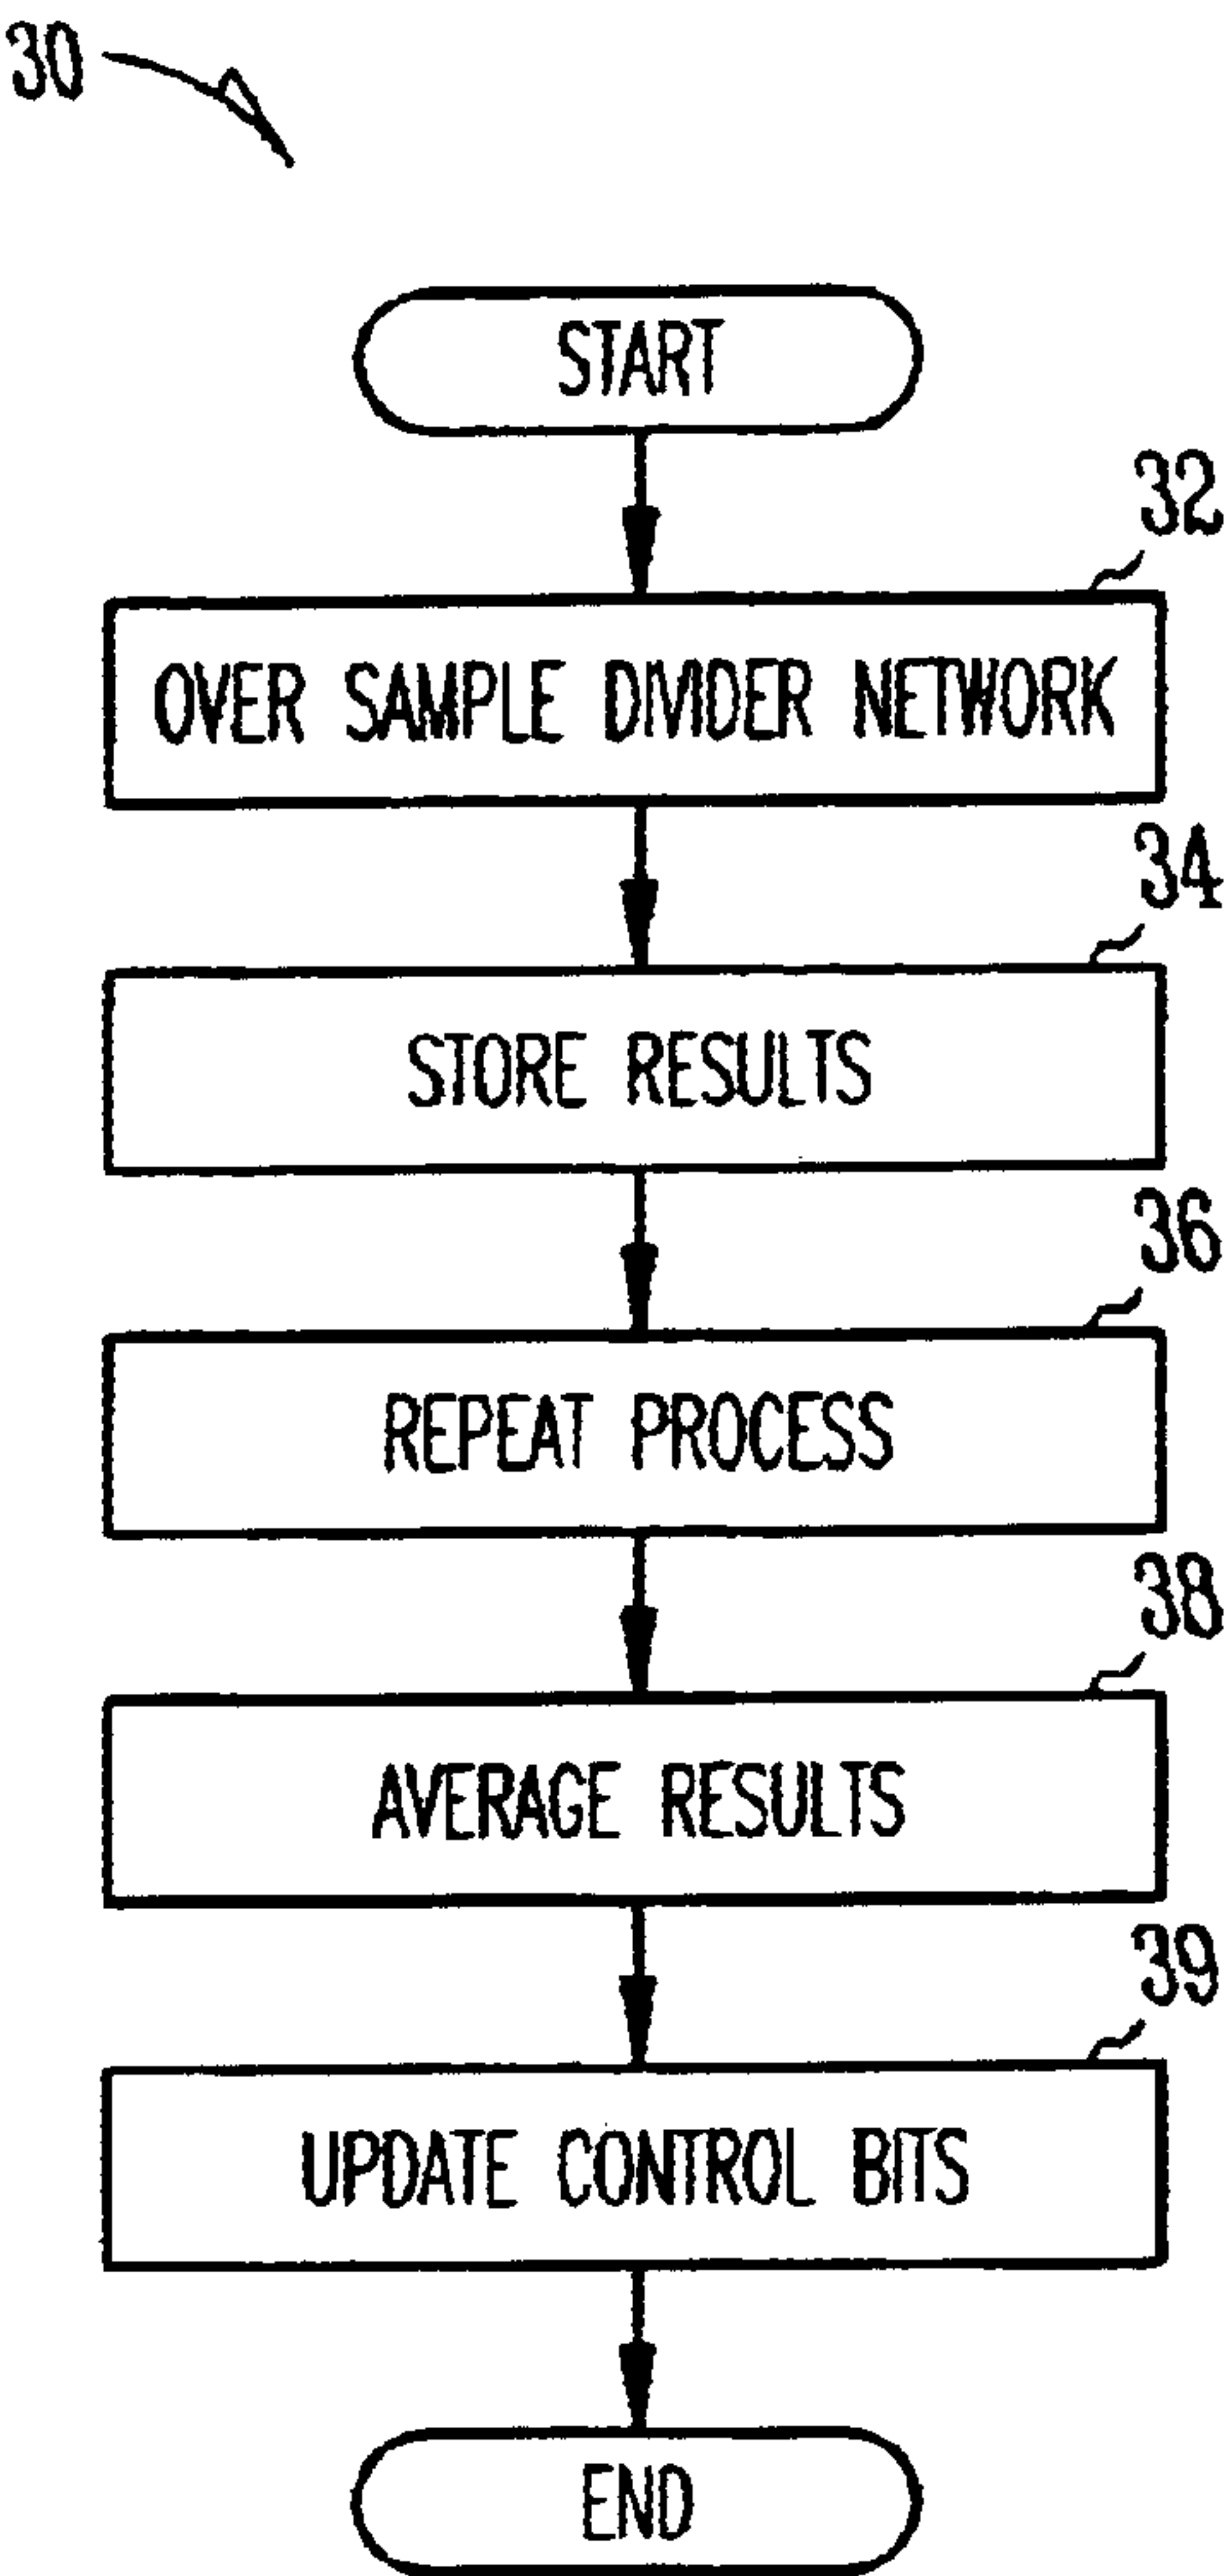 30
START
32
OVER SAMPLE DIVIDER NETWORK
34
STORE RESULTS
36
REPEAT PROCESS
38
AVERAGE RESULTS
39
UPDATE CONTROL BITS
END